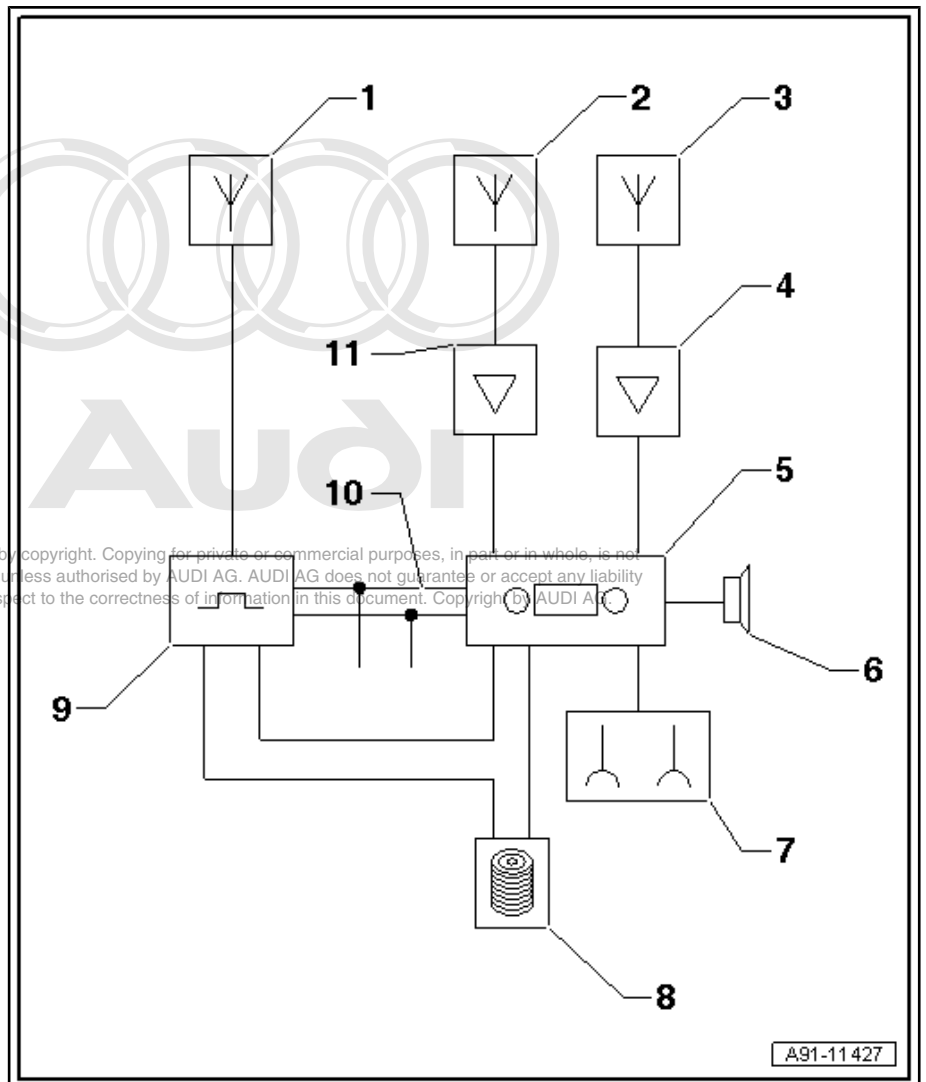 1
2
3
4
11
Audi
10
5
by copyright. Copying for private or commercial purposes, in part or in whole, is not
unless authorised by AUDI AG. AUDI AG does not guarantee or accept any liability
spect to the correctness of information in this document. Copyright by AUDI AG.
6
9
7
8
A91-11427